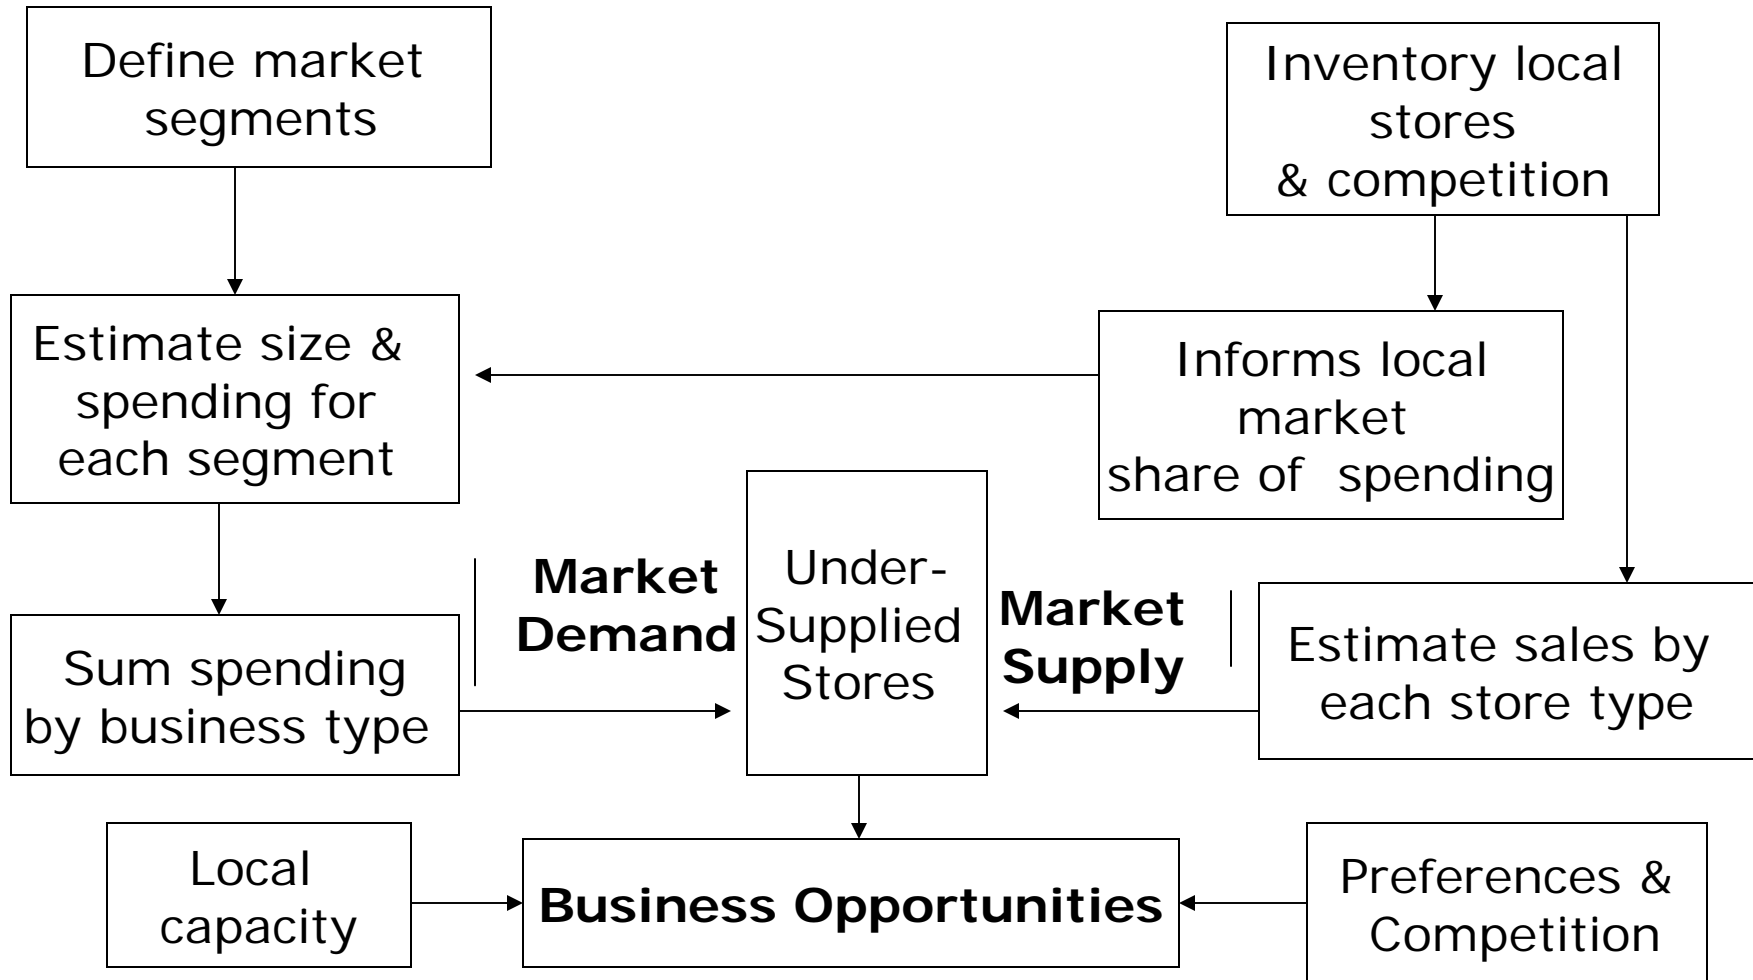 Define market
segments
Inventory local
stores
& competition
Estimate size &
spending for
each segment
Informs local
market
share of  spending
Market
Demand
Under-
Supplied
Stores
Market
Supply
Sum spending
by business type
Estimate sales by
each store type
Local
capacity
Business Opportunities
Preferences &
Competition